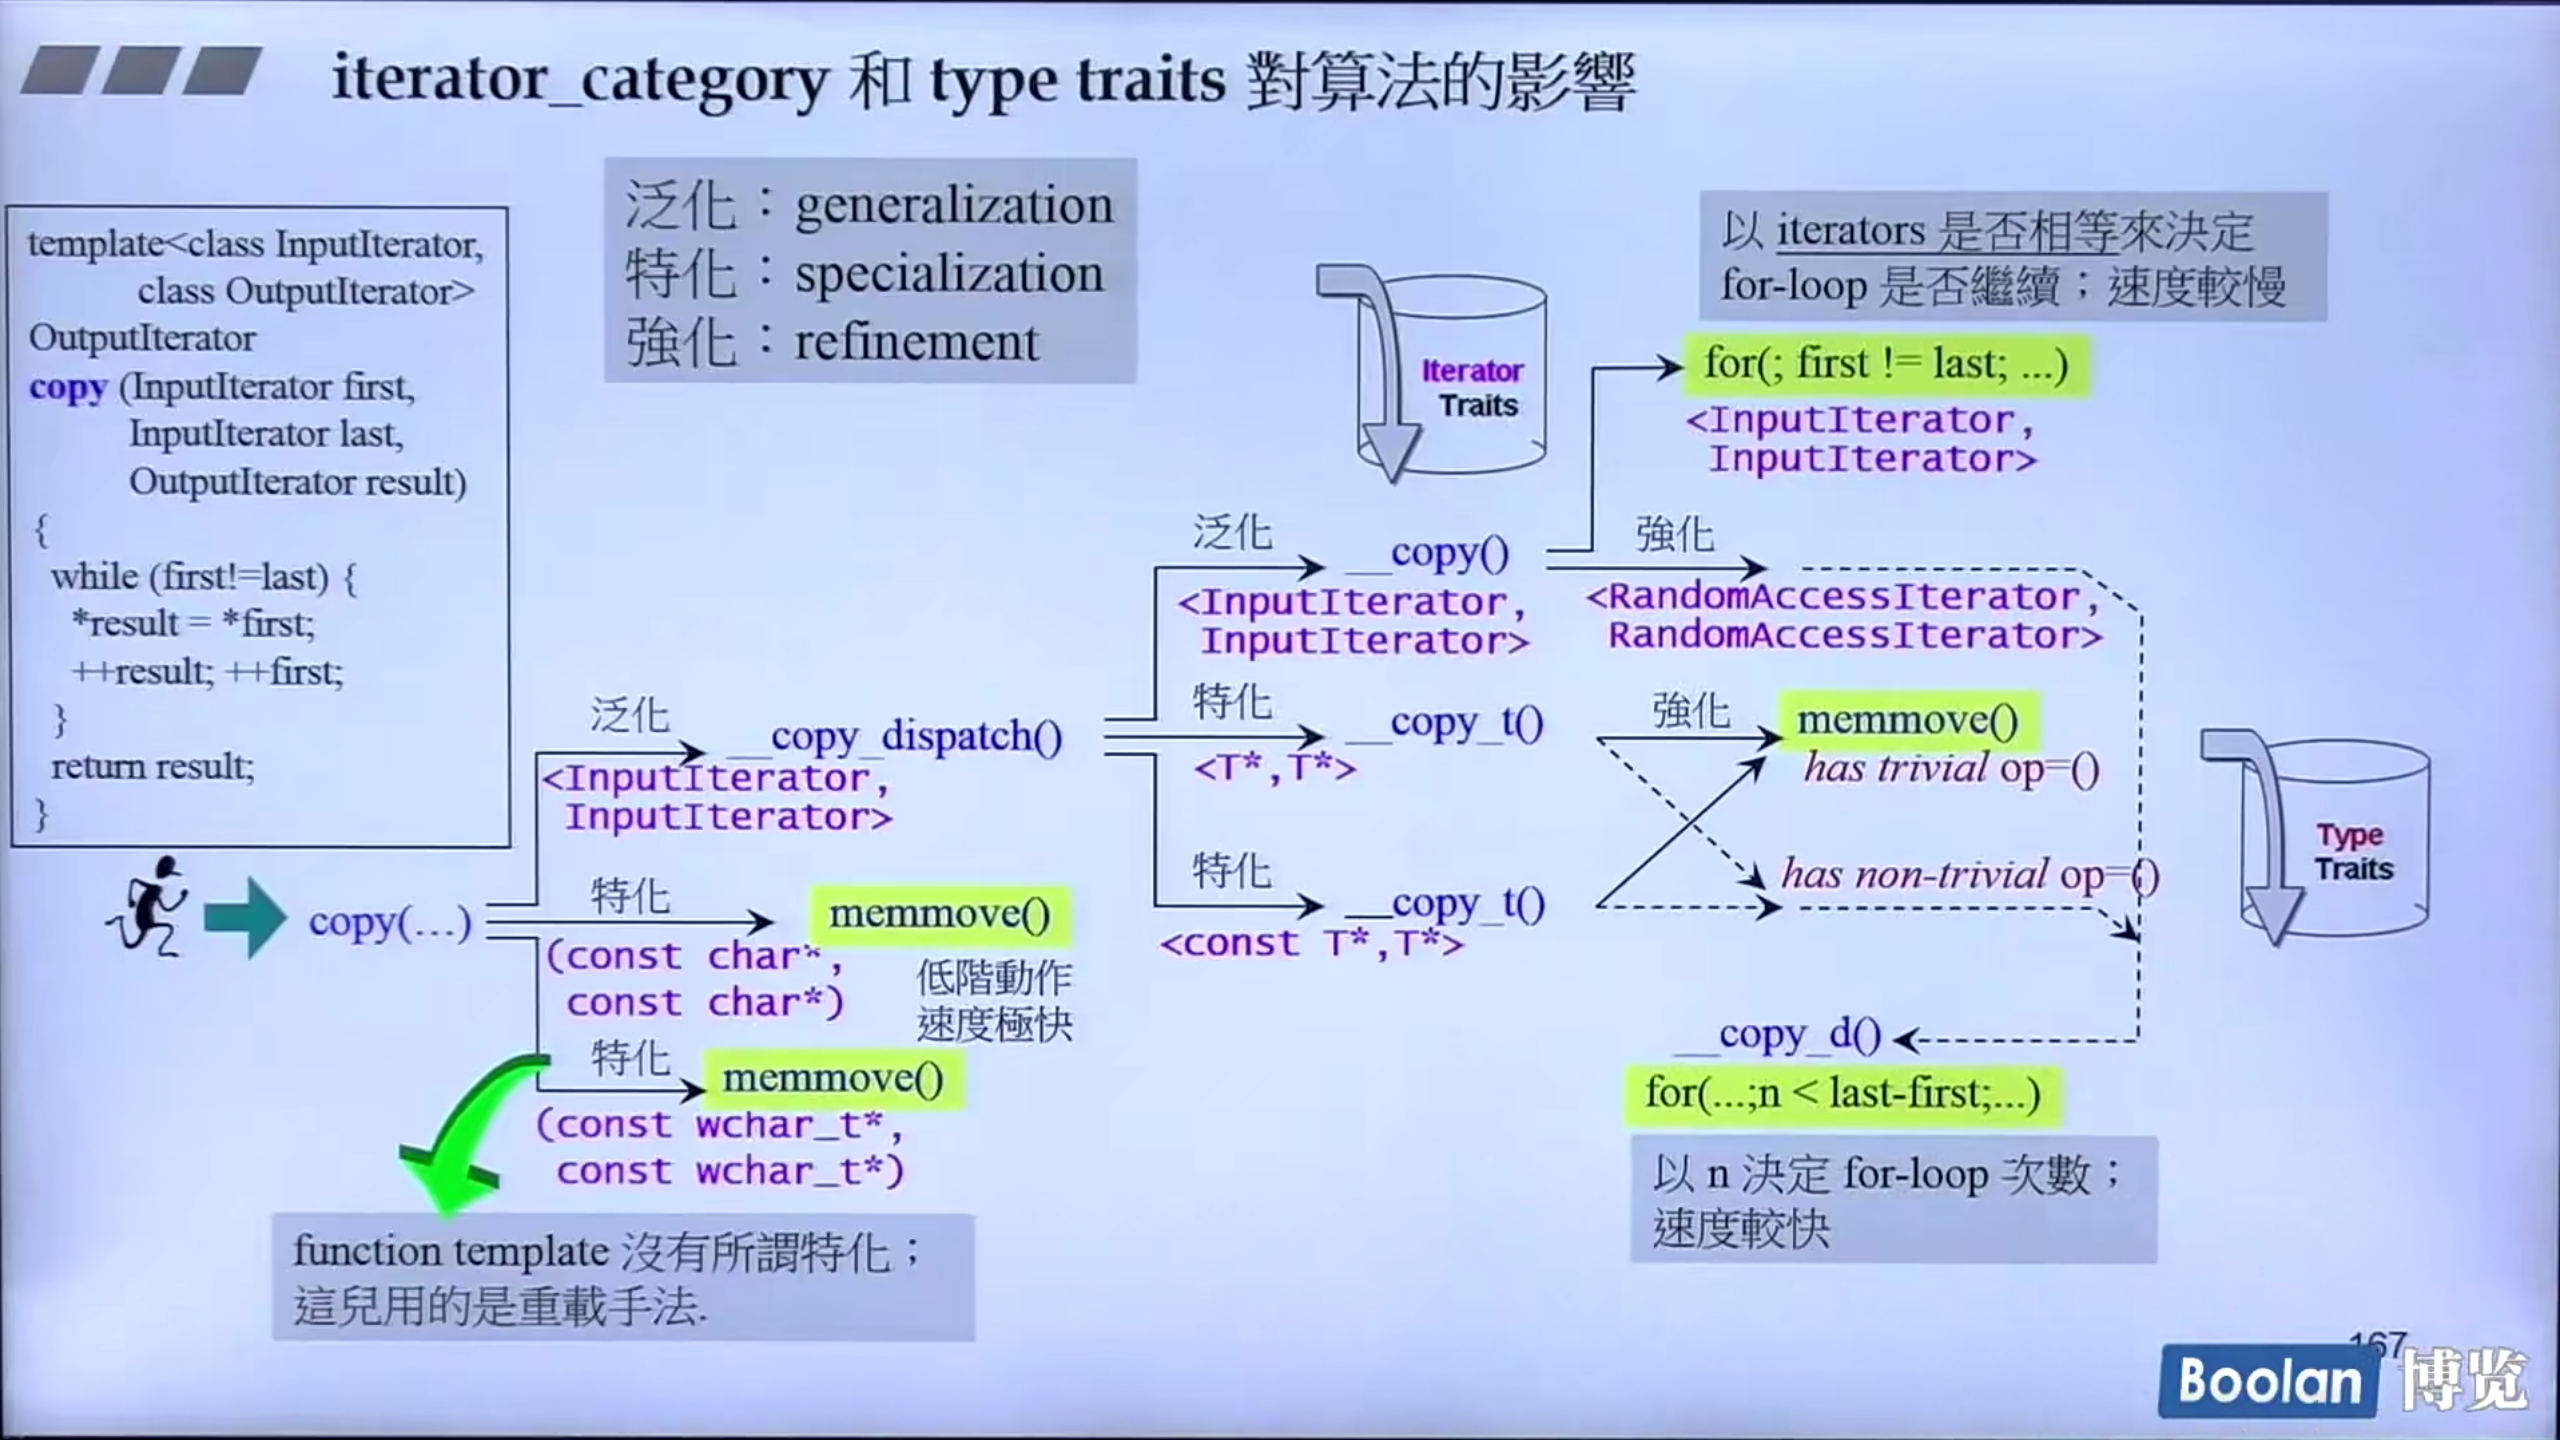 iterator_category 和 type traits 對算法的影響
template<class InputIterator,
class OutputIterator>
OutputIterator
copy (InputIterator first,
InputIterator last,
OutputIterator result)
{
while (first!=last) {
*result = *first;
++result; ++first;
}
return result;
}
泛化：generalization
特化：specialization
強化：refinement
Iterator
Traits
以 iterators 是否相等來決定
for-loop 是否繼續；速度較慢
for(; first != last; ...)
<InputIterator,
InputIterator>
泛化
__copy()
<InputIterator,
InputIterator>
強化
<RandomAccessIterator,
RandomAccessIterator>
copy(...)
泛化
__copy_dispatch()
<InputIterator,
InputIterator>
特化
__copy_t()
<T*,T*>
強化
memmove()
has trivial op=()
Type
Traits
特化
memmove()
(const char*,
const char*)
低階動作
速度極快
特化
__copy_t()
<const T*,T*>
has non-trivial op=()
特化
memmove()
(const wchar_t*,
const wchar_t*)
__copy_d()
for(...;n < last-first;...)
以 n 決定 for-loop 次數；
速度較快
function template 沒有所謂特化；
這兒用的是重載手法.
167
Boolan 博览